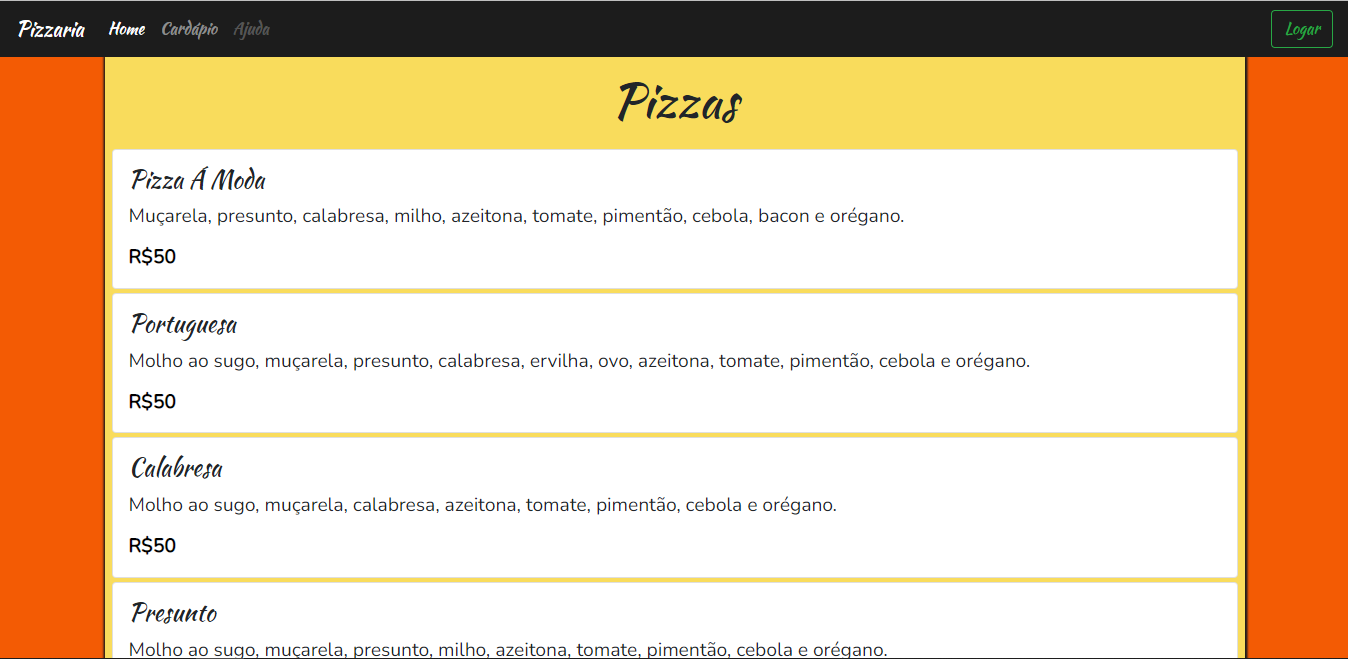 Pizzaria Home Cardápio Ajuda Logar
Pizzas
Pizza Á Moda
Muçarela, presunto, calabresa, milho, azeitona, tomate, pimentão, cebola, bacon e orégano.
R$50
Portuguesa
Molho ao sugo, muçarela, presunto, calabresa, ervilha, ovo, azeitona, tomate, pimentão, cebola e orégano.
R$50
Calabresa
Molho ao sugo, muçarela, calabresa, azeitona, tomate, pimentão, cebola e orégano.
R$50
Presunto
Molho ao sugo, muçarela, presunto, milho, azeitona, tomate, pimentão, cebola e orégano.